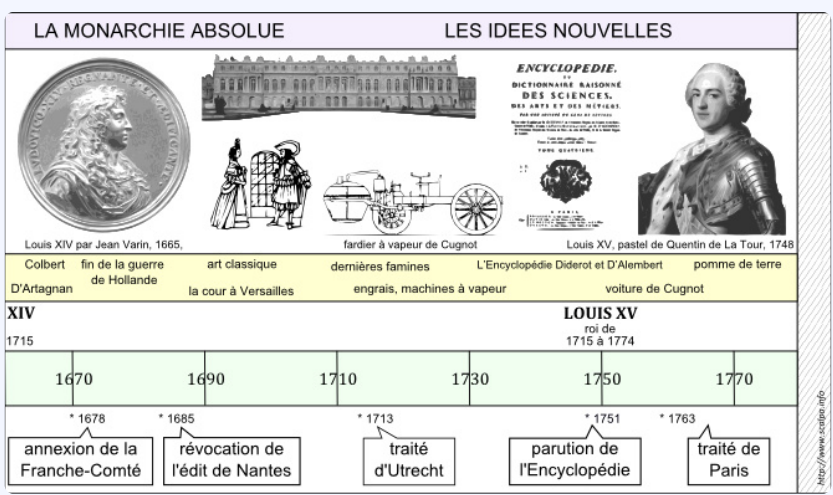 LA MONARCHIE ABSOLUE
LES IDEES NOUVELLES
ENCYCLOPEDIE,
OU
DICTIONNAIRE RAISONNÉ
DES SCIENCES,
DES ARTS ET DES MÉTIERS,
TOME QUATRIEME.
A PARIS,
Louis XIV par Jean Varin, 1665,
fardier à vapeur de Cugnot
Louis XV, pastel de Quentin de La Tour, 1748
Colbert
fin de la guerre
de Hollande
art classique
dernières famines
L'Encyclopédie Diderot et D'Alembert
pomme de terre
D'Artagnan
la cour à Versailles
engrais, machines à vapeur
voiture de Cugnot
XIV
1715
LOUIS XV
roi de
1715 à 1774
1670
1690
1710
1730
1750
1770
* 1678
* 1685
* 1713
* 1751
* 1763
annexion de la
Franche-Comté
révocation de
l'édit de Nantes
traité
d'Utrecht
parution de
l'Encyclopédie
traité de
Paris
http://www.scalpa.info